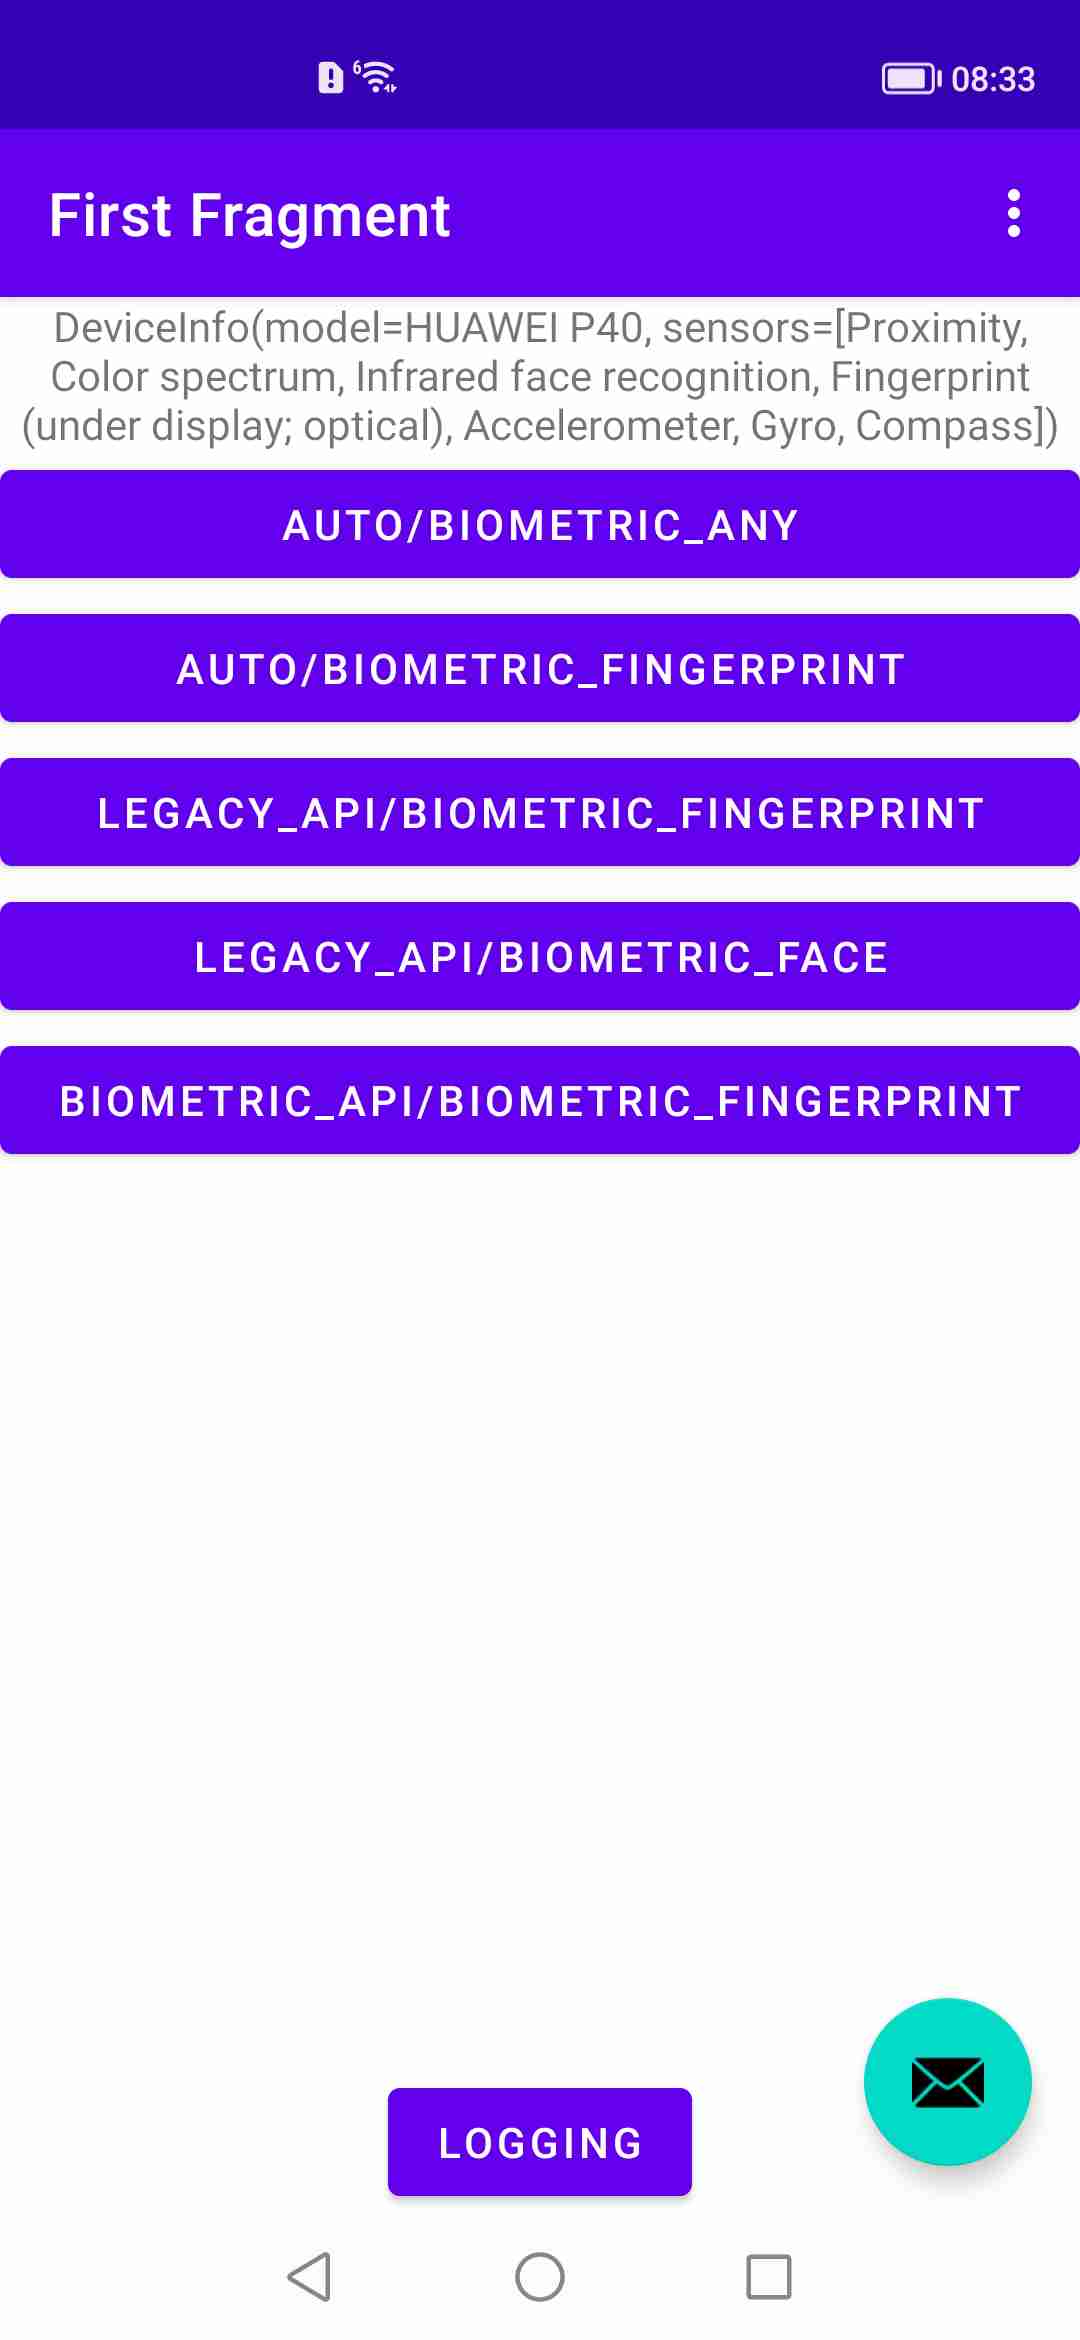 6 08:33
First Fragment
DeviceInfo(model=HUAWEI P40, sensors=[Proximity,
Color spectrum, Infrared face recognition, Fingerprint
(under display; optical), Accelerometer, Gyro, Compass])
AUTO/BIOMETRIC_ANY
AUTO/BIOMETRIC_FINGERPRINT
LEGACY_API/BIOMETRIC_FINGERPRINT
LEGACY_API/BIOMETRIC_FACE
BIOMETRIC_API/BIOMETRIC_FINGERPRINT
LOGGING